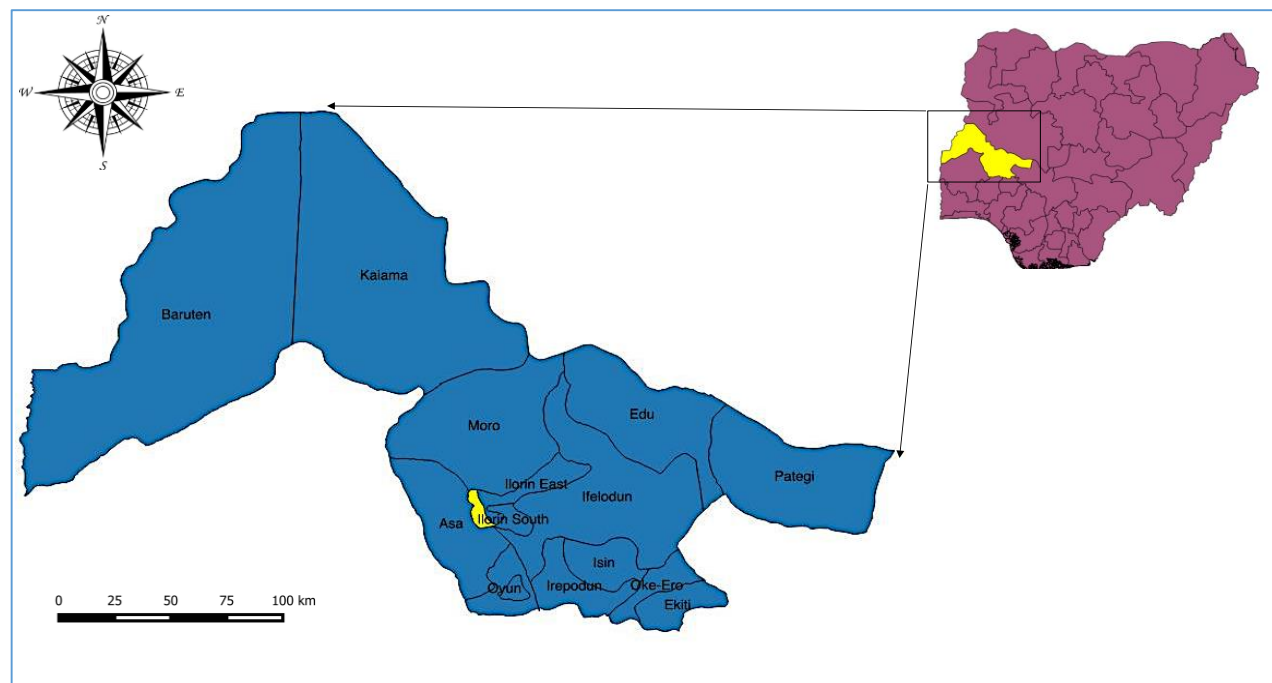 N
W
E
S
Kaiama
Baruten
Edu
Moro
Pategi
Ilorin East
Ifelodun
Ilorin South
Asa
Isin
Oyun
Irepodun
Oke-Ero
Ekiti
0 25 50 75 100 km